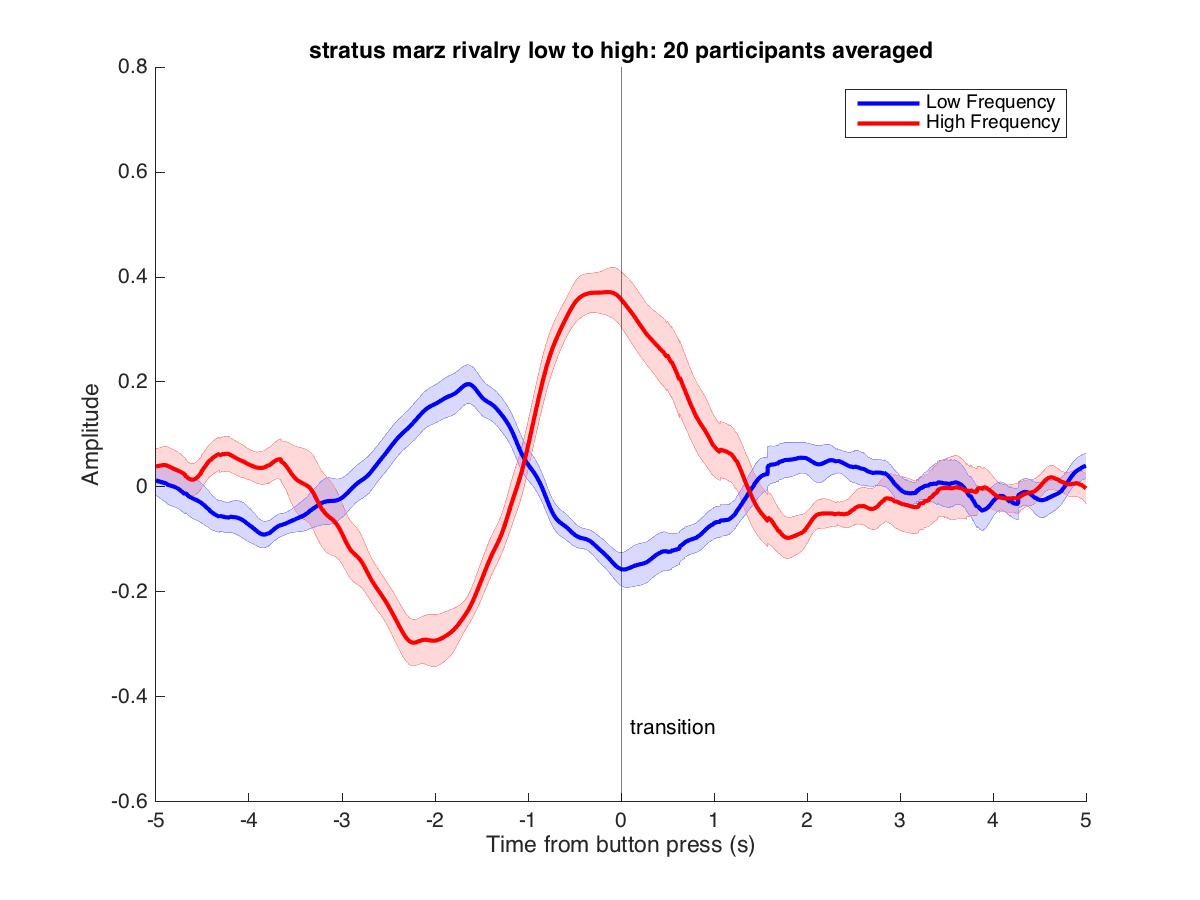 stratus marz rivalry low to high: 20 participants averaged
Low Frequency
High Frequency
0.8
0.6
0.4
0.2
0
-0.2
-0.4
-0.6
Amplitude
transition
-5 -4 -3 -2 -1 0 1 2 3 4 5
Time from button press (s)